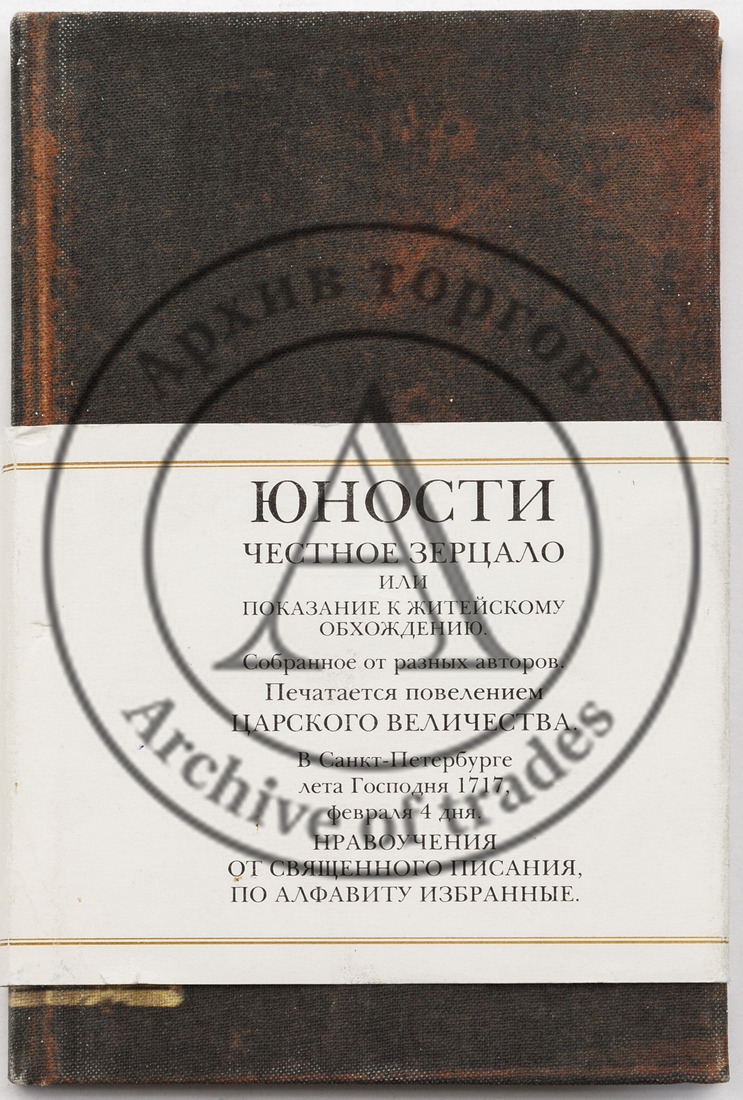 Архив торгов
ЮНОСТИ
ЧЕСТНОЕ ЗЕРЦАЛО
ИЛИ
ПОКАЗАНИЕ К ЖИТЕЙСКОМУ
ОБХОЖДЕНИЮ.
Собранное от разных авторов.
Печатается повелением
ЦАРСКОГО ВЕЛИЧЕСТВА.
В Санкт-Петербурге
лета Господня 1717,
февраля 4 дня.
НРАВОУЧЕНИЯ
ОТ СВЯЩЕННОГО ПИСАНИЯ,
ПО АЛФАВИТУ ИЗБРАННЫЕ.
Archive of trades